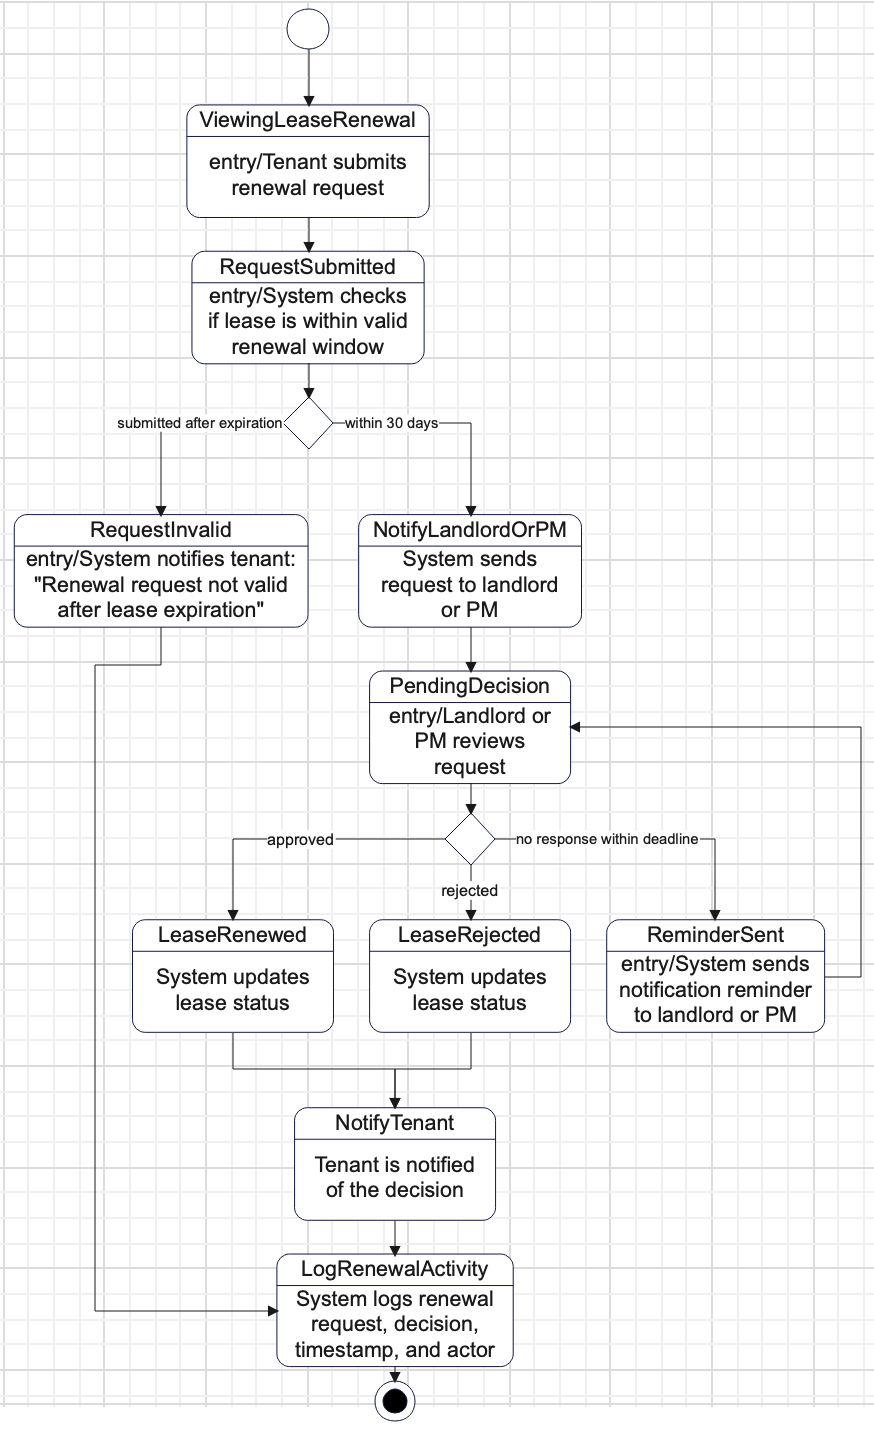 ViewingLeaseRenewal
entry/Tenant submits
renewal request
RequestSubmitted
entry/System checks
if lease is within valid
renewal window
submitted after expiration
within 30 days
RequestInvalid
entry/System notifies tenant:
"Renewal request not valid
after lease expiration"
NotifyLandlordOrPM
System sends
request to landlord
or PM
PendingDecision
entry/Landlord or
PM reviews
request
approved
no response within deadline
rejected
LeaseRenewed
System updates
lease status
LeaseRejected
System updates
lease status
ReminderSent
entry/System sends
notification reminder
to landlord or PM
NotifyTenant
Tenant is notified
of the decision
LogRenewalActivity
System logs renewal
request, decision,
timestamp, and actor